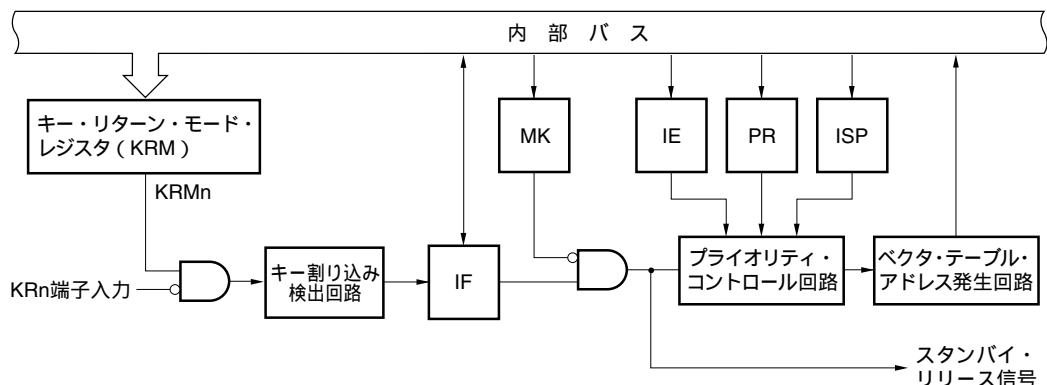 内 部 バ ス
キー・リターン・モード・
レジスタ（KRM）
MK
IE
PR
ISP
KRMn
KRn端子入力
キー割り込み
検出回路
IF
プライオリティ・
コントロール回路
ベクタ・テーブル・
アドレス発生回路
スタンバイ・
リリース信号